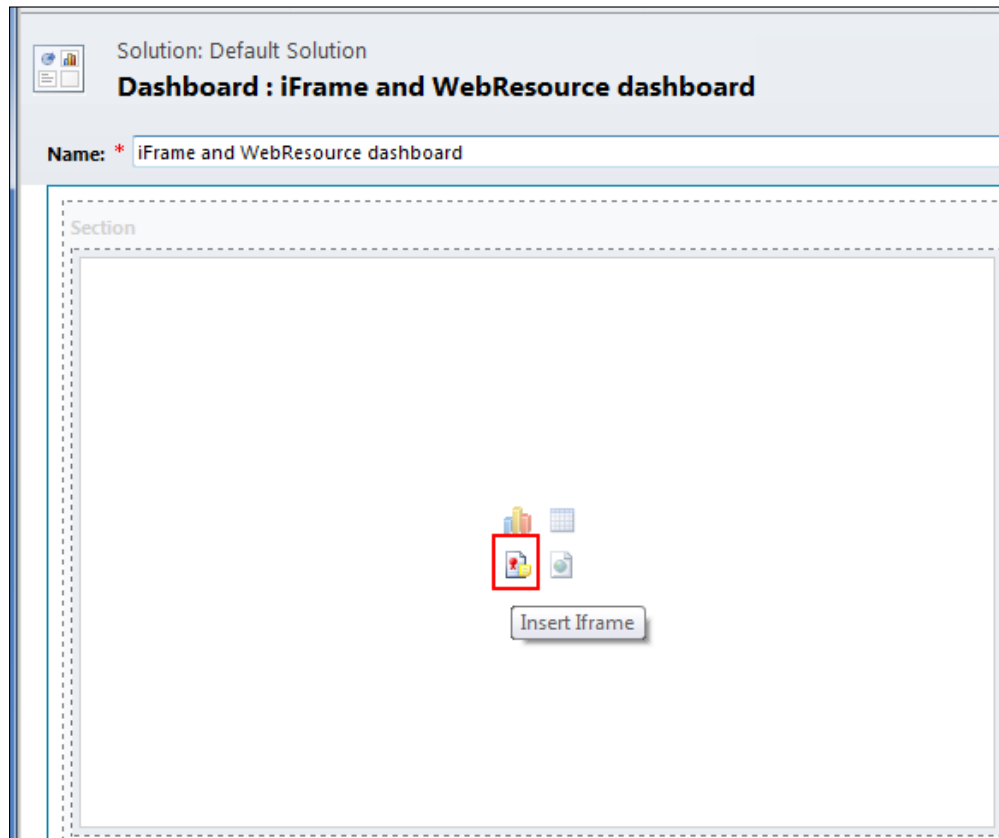 Solution: Default Solution
Dashboard : iFrame and WebResource dashboard
Name: * iFrame and WebResource dashboard
Section
Insert Iframe